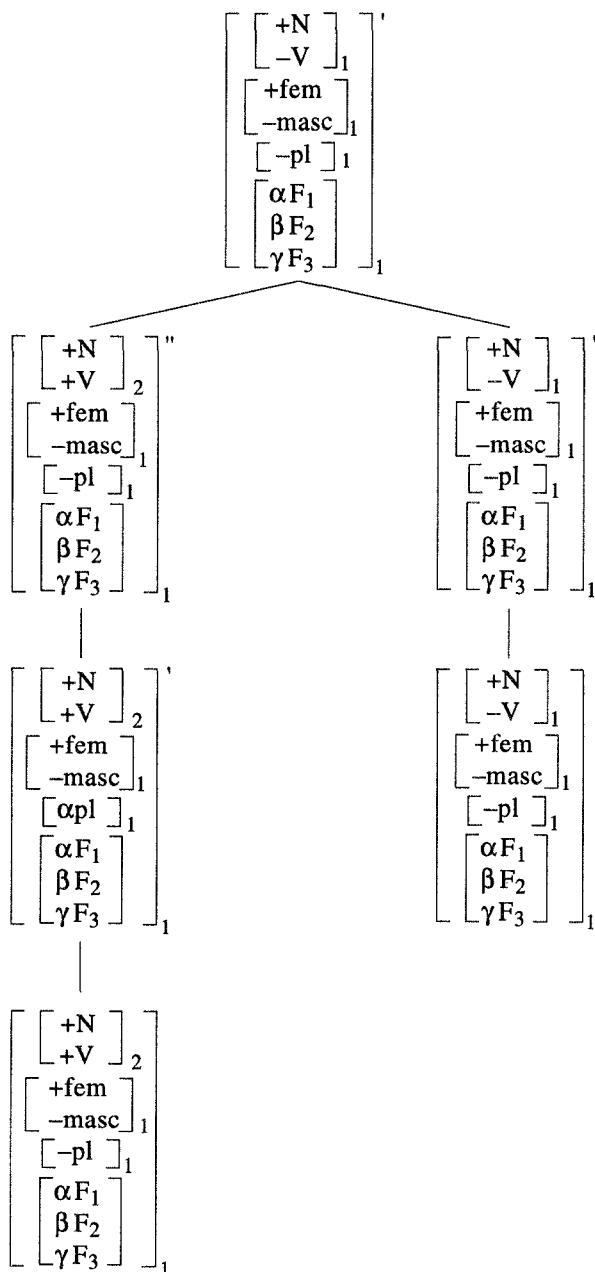 +N
–V 1
+fem
–masc 1
–pl 1
αF1
βF2
γF3 1 '
+N
+V 2
+fem
–masc 1
–pl 1
αF1
βF2
γF3 1 "
+N
–V 1
+fem
–masc 1
–pl 1
αF1
βF2
γF3 1 '
+N
+V 2
+fem
–masc 1
αpl 1
αF1
βF2
γF3 1 '
+N
–V 1
+fem
–masc 1
–pl 1
αF1
βF2
γF3 1
+N
+V 2
+fem
–masc 1
–pl 1
αF1
βF2
γF3 1